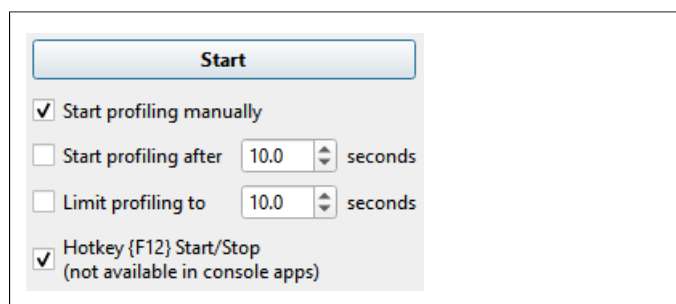 Start
Start profiling manually
Start profiling after 10.0 seconds
Limit profiling to 10.0 seconds
Hotkey {F12} Start/Stop
(not available in console apps)